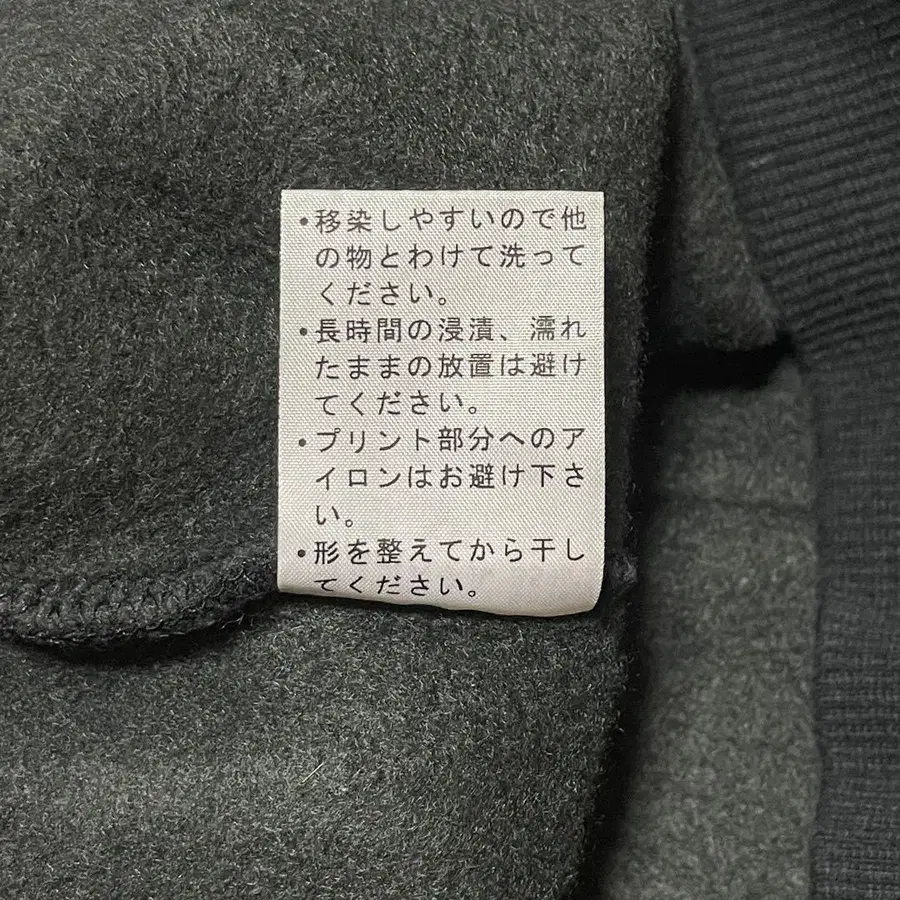 ・移染しやすいので他
の物とわけて洗って
ください。
・長時間の浸漬、濡れ
たままの放置は避け
てください。
・プリント部分へのア
イロンはお避け下さ
い。
・形を整えてから干し
てください。